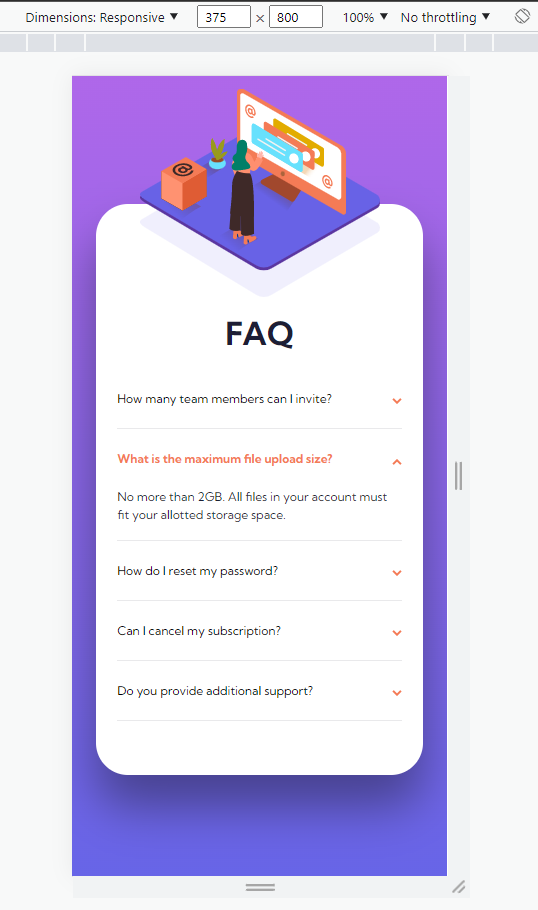 Dimensions: Responsive ▼ 375 × 800 100% ▼ No throttling ▼
@
@
@
FAQ
How many team members can I invite?
What is the maximum file upload size?
No more than 2GB. All files in your account must
fit your allotted storage space.
How do I reset my password?
Can I cancel my subscription?
Do you provide additional support?